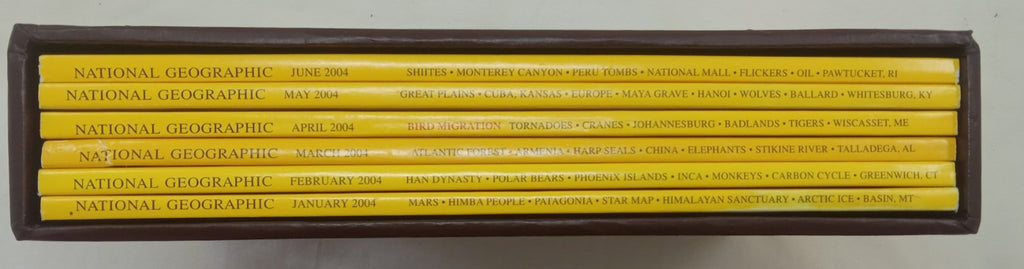 NATIONAL GEOGRAPHIC JUNE 2004 SHIITES • MONTEREY CANYON • PERU TOMBS • NATIONAL MALL • FLICKERS • OIL • PAWTUCKET, RI
NATIONAL GEOGRAPHIC MAY 2004 GREAT PLAINS • CUBA, KANSAS • EUROPE • MAYA GRAVE • HANOI • WOLVES • BALLARD • WHITESBURG, KY
NATIONAL GEOGRAPHIC APRIL 2004 BIRD MIGRATION TORNADOES • CRANES • JOHANNESBURG • BADLANDS • TIGERS • WISCASSET, ME
NATIONAL GEOGRAPHIC MARCH 2004 ATLANTIC FOREST • ARMENIA • HARP SEALS • CHINA • ELEPHANTS • STIKINE RIVER • TALLADEGA, AL
NATIONAL GEOGRAPHIC FEBRUARY 2004 HAN DYNASTY • POLAR BEARS • PHOENIX ISLANDS • INCA • MONKEYS • CARBON CYCLE • GREENWICH, CT
NATIONAL GEOGRAPHIC JANUARY 2004 MARS • HIMBA PEOPLE • PATAGONIA • STAR MAP • HIMALAYAN SANCTUARY • ARCTIC ICE • BASIN, MT